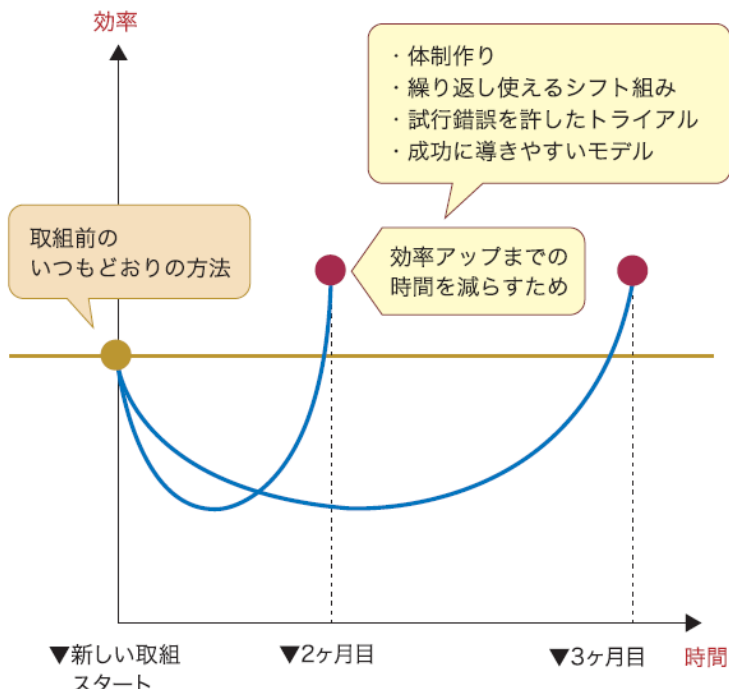 効率
・体制作り
・繰り返し使えるシフト組み
・試行錯誤を許したトライアル
・成功に導きやすいモデル
取組前の
いつもどおりの方法
効率アップまでの
時間を減らすため
▼新しい取組
スタート
▼2ヶ月目
▼3ヶ月目
時間